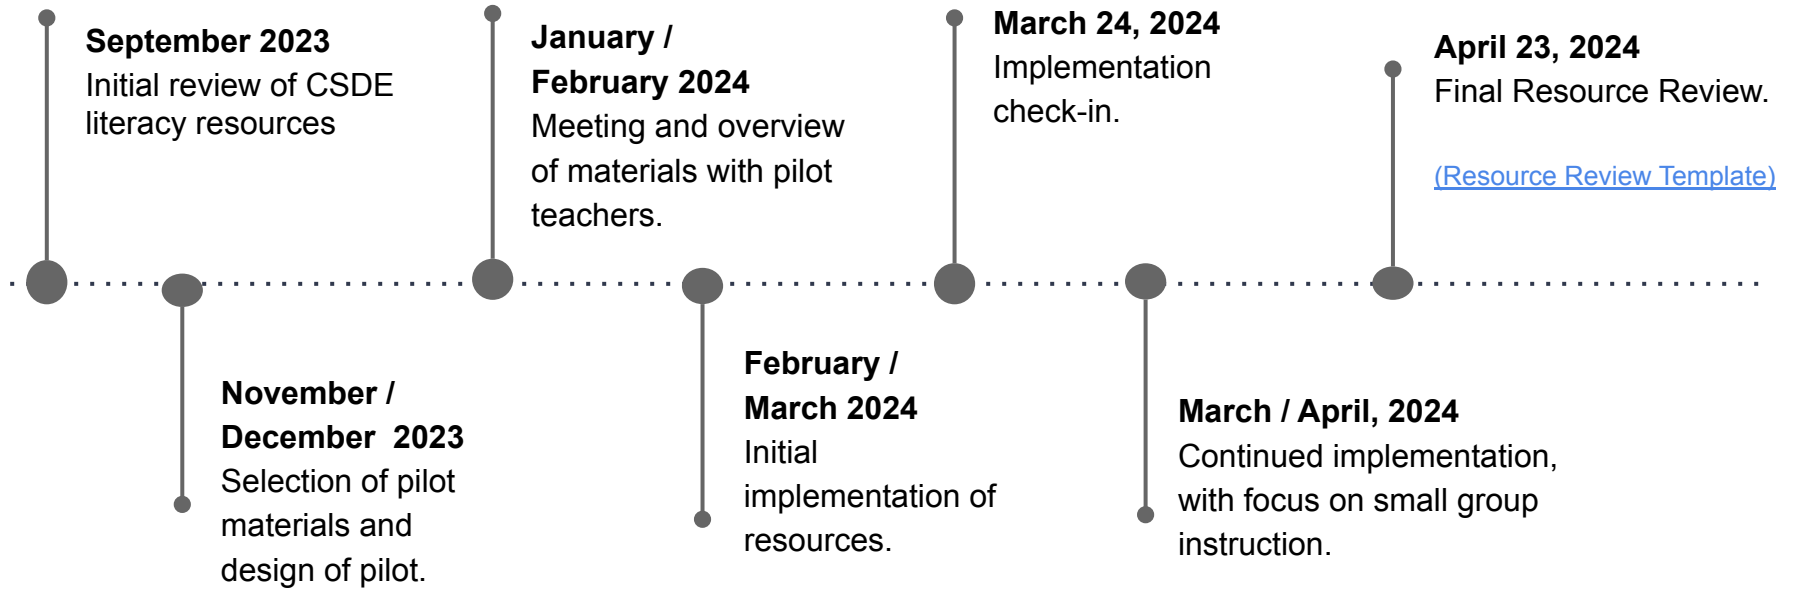 September 2023
Initial review of CSDE
literacy resources
November /
December  2023
Selection of pilot
materials and
design of pilot.
January /
February 2024
Meeting and overview
of materials with pilot
teachers.
February /
March 2024
Initial
implementation of
resources.
March 24, 2024
Implementation
check-in.
March / April, 2024
Continued implementation,
with focus on small group
instruction.
April 23, 2024
Final Resource Review.
(Resource Review Template)